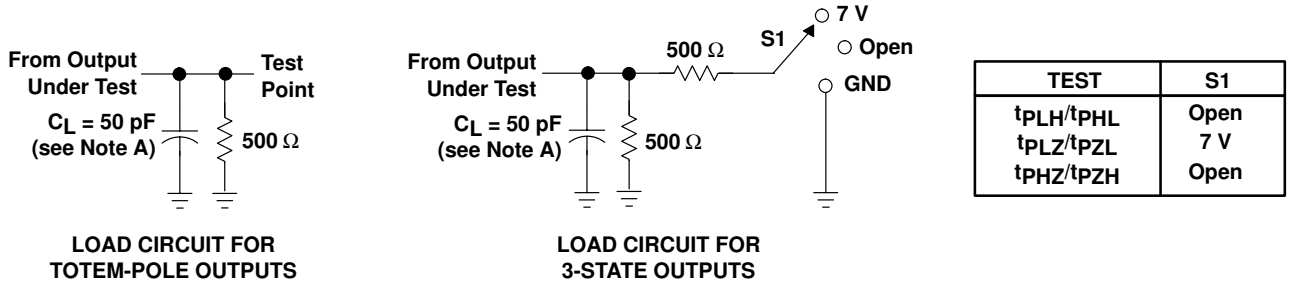 From Output
Under Test
Test
Point
CL = 50 pF
(see Note A)
500 Ω
LOAD CIRCUIT FOR
TOTEM-POLE OUTPUTS
From Output
Under Test
500 Ω
S1
7 V
Open
GND
CL = 50 pF
(see Note A)
500 Ω
LOAD CIRCUIT FOR
3-STATE OUTPUTS
TEST S1
tPLH/tPHL Open
tPLZ/tPZL 7 V
tPHZ/tPZH Open